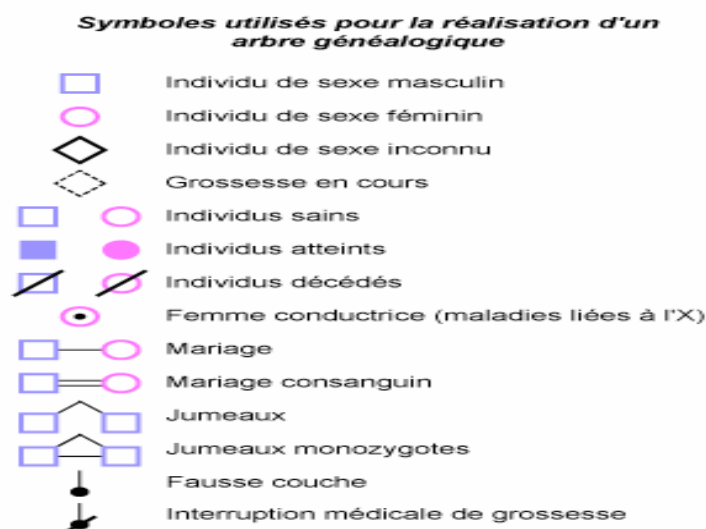 Symboles utilisés pour la réalisation d'un
arbre généalogique
Individu de sexe masculin
Individu de sexe féminin
Individu de sexe inconnu
Grossesse en cours
Individus sains
Individus atteints
Individus décédés
Femme conductrice (maladies liées à l'X)
Mariage
Mariage consanguin
Jumeaux
Jumeaux monozygotes
Fausse couche
Interruption médicale de grossesse